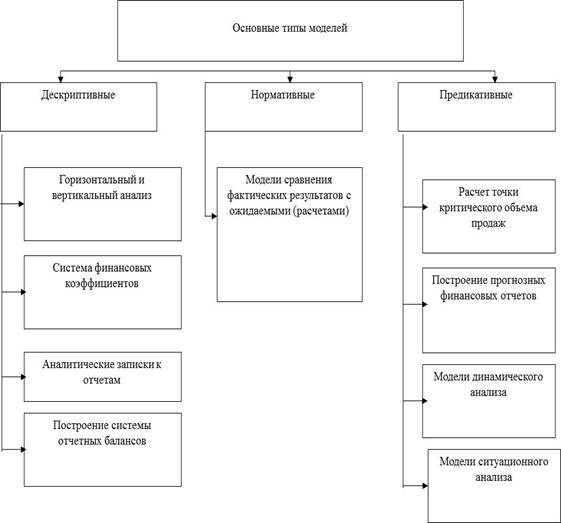 Основные типы моделей
Дескриптивные
Нормативные
Предикативные
Горизонтальный и
вертикальный анализ
Система финансовых
коэффициентов
Аналитические записки к
отчетам
Построение системы
отчетных балансов
Модели сравнения
фактических результатов с
ожидаемыми (расчетами)
Расчет точки
критического объема
продаж
Построение прогнозных
финансовых отчетов
Модели динамического
анализа
Модели ситуационного
анализа